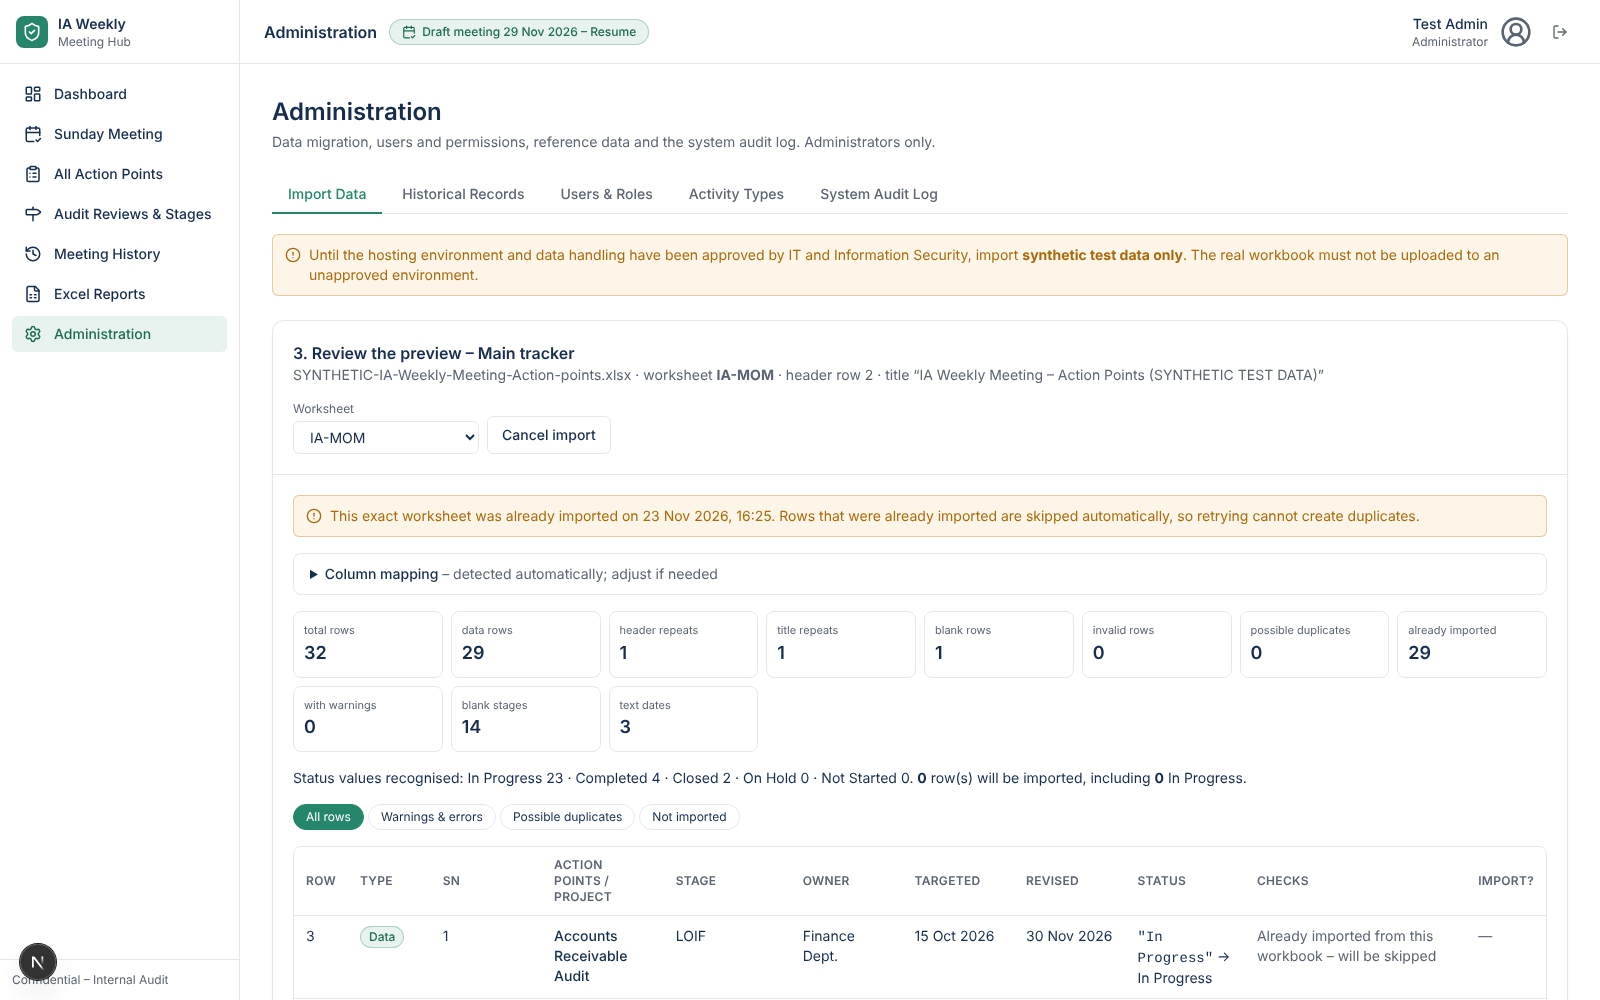 IA Weekly
Meeting Hub
Administration
Draft meeting 29 Nov 2026 – Resume
Test Admin
Administrator
Dashboard
Sunday Meeting
All Action Points
Audit Reviews & Stages
Meeting History
Excel Reports
Administration
Administration
Data migration, users and permissions, reference data and the system audit log. Administrators only.
Import Data
Historical Records
Users & Roles
Activity Types
System Audit Log
Until the hosting environment and data handling have been approved by IT and Information Security, import synthetic test data only. The real workbook must not be uploaded to an
unapproved environment.
3. Review the preview – Main tracker
SYNTHETIC-IA-Weekly-Meeting-Action-points.xlsx · worksheet IA-MOM · header row 2 · title “IA Weekly Meeting – Action Points (SYNTHETIC TEST DATA)”
Worksheet
IA-MOM
Cancel import
This exact worksheet was already imported on 23 Nov 2026, 16:25. Rows that were already imported are skipped automatically, so retrying cannot create duplicates.
Column mapping – detected automatically; adjust if needed
total rows
32
data rows
29
header repeats
1
title repeats
1
blank rows
1
invalid rows
0
possible duplicates
0
already imported
29
with warnings
0
blank stages
14
text dates
3
Status values recognised: In Progress 23 · Completed 4 · Closed 2 · On Hold 0 · Not Started 0. 0 row(s) will be imported, including 0 In Progress.
All rows
Warnings & errors
Possible duplicates
Not imported
ROW
TYPE
SN
ACTION
POINTS /
PROJECT
STAGE
OWNER
TARGETED
REVISED
STATUS
CHECKS
IMPORT?
3
Data
1
Accounts
Receivable
Audit
LOIF
Finance
Dept.
15 Oct 2026
30 Nov 2026
"In
Progress" →
In Progress
Already imported from this
workbook – will be skipped
—
N
Confidential – Internal Audit